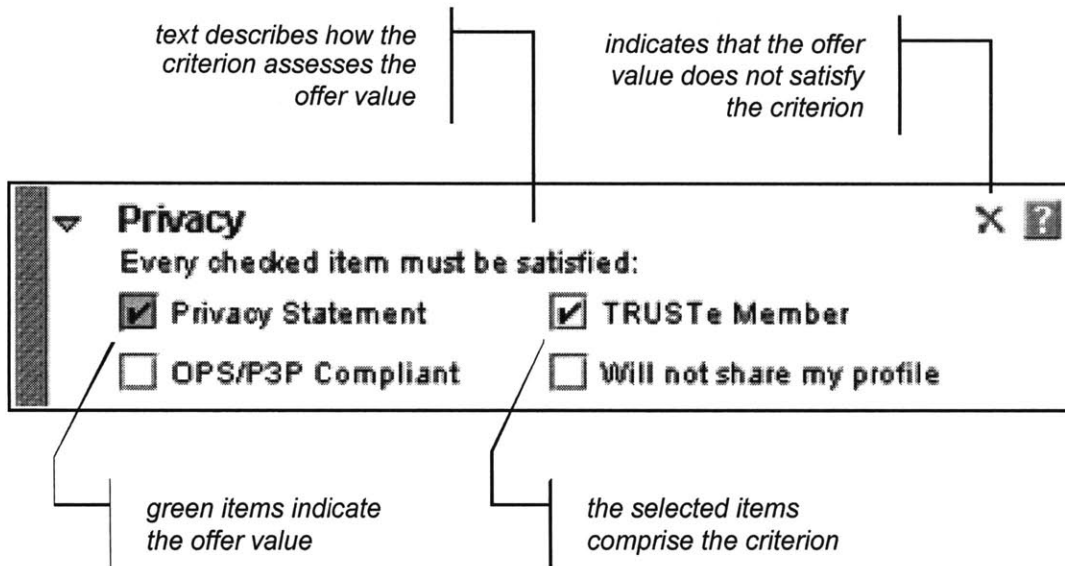 text describes how the
criterion assesses the
offer value
indicates that the offer
value does not satisfy
the criterion
Privacy
X ?
Every checked item must be satisfied:
Privacy Statement
TRUSTe Member
OPS/P3P Compliant
Will not share my profile
green items indicate
the offer value
the selected items
comprise the criterion